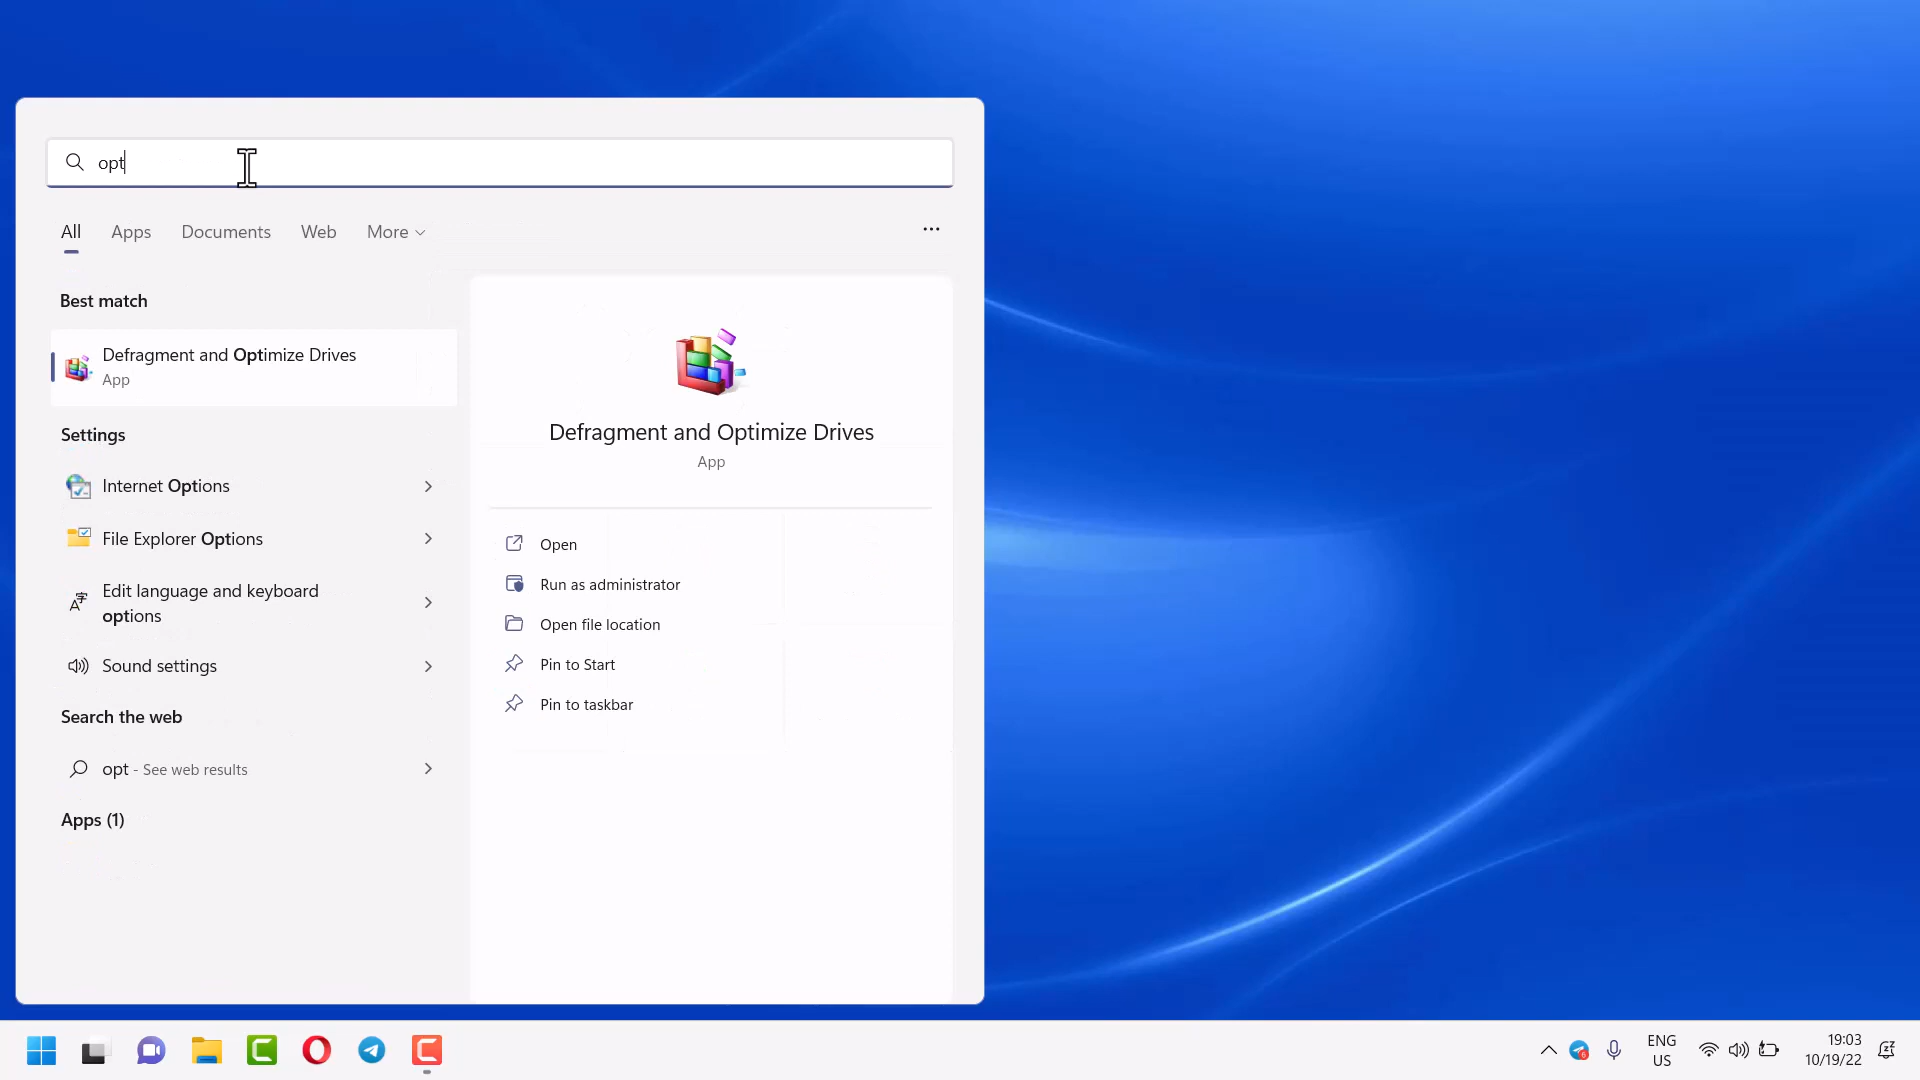 opt
All Apps Documents Web More
Best match
Defragment and Optimize Drives
App
Settings
Internet Options
File Explorer Options
Edit language and keyboard
options
Sound settings
Search the web
opt - See web results
Apps (1)
Defragment and Optimize Drives
App
Open
Run as administrator
Open file location
Pin to Start
Pin to taskbar
ENG
US
19:03
10/19/22